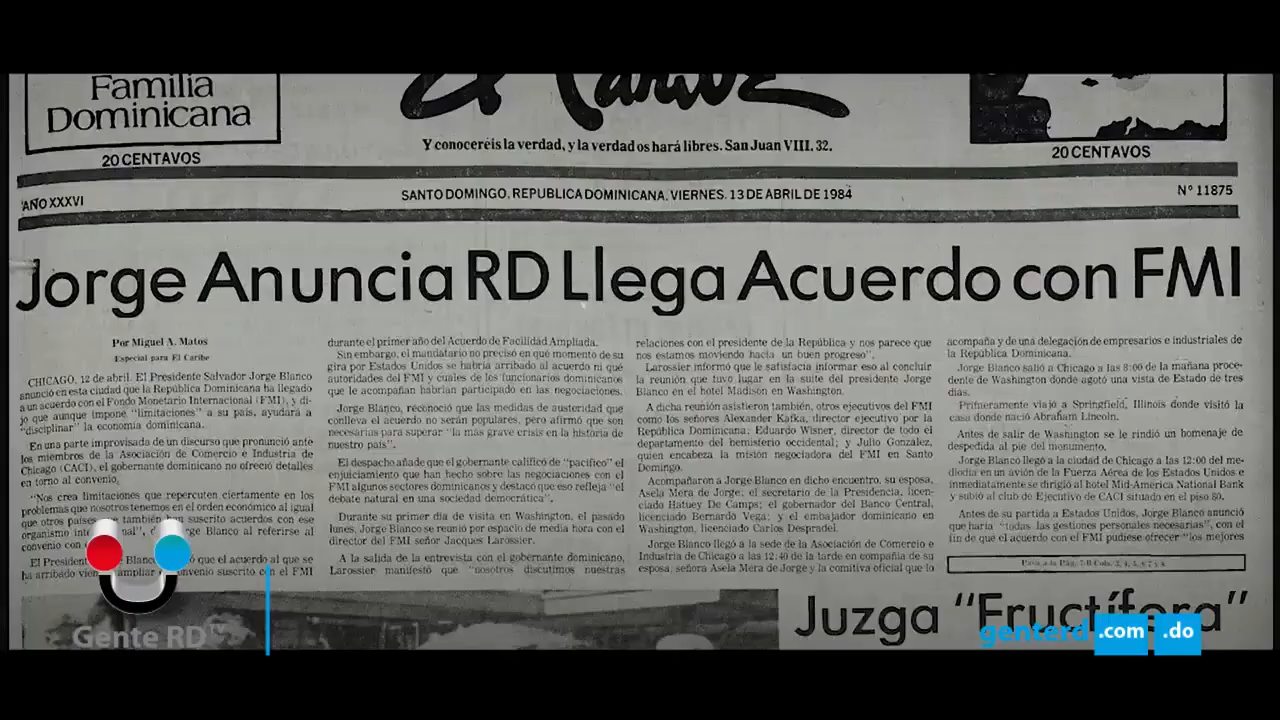 Familia
Dominicana
20 CENTAVOS
El Caribe
Y conoceréis la verdad, y la verdad os hará libres. San Juan VIII. 32.
20 CENTAVOS
AÑO XXXVI
SANTO DOMINGO, REPUBLICA DOMINICANA. VIERNES. 13 DE ABRIL DE 1984
N° 11875
Jorge Anuncia RD Llega Acuerdo con FMI
Por Miguel A. Matos
Especial para El Caribe
CHICAGO, 12 de abril. El Presidente Salvador Jorge Blanco
anunció en esta ciudad que la República Dominicana ha llegado
a un acuerdo con el Fondo Monetario Internacional (FMI), y di-
jo que aunque impone "limitaciones" a su país, ayudará a
"disciplinar" la economía dominicana.
En una parte improvisada de un discurso que pronunció ante
los miembros de la Asociación de Comercio e Industria de
Chicago (CACI), el gobernante dominicano no ofreció detalles
en torno al convenio.
"Nos crea limitaciones que repercuten ciertamente en los
problemas que nosotros tenemos en el orden económico al igual
que otros países también suscrito acuerdos con ese
organismo Blanco al referirse al
convenio con
El Blanco que el acuerdo al que se
ha arribado convenio suscrito con el FMI
durante el primer año del Acuerdo de Facilidad Ampliada.
Sin embargo, el mandatario no precisó en qué momento de su
gira por Estados Unidos se habría arribado al acuerdo ni qué
autoridades del FMI y cuáles de los funcionarios dominicanos
que le acompañan habrían participado en las negociaciones.
Jorge Blanco, reconoció que las medidas de austeridad que
conlleva el acuerdo no serán populares, pero afirmó que son
necesarias para superar "la más grave crisis en la historia de
nuestro país".
El despacho añade que el gobernante calificó de "pacífico" el
enjuiciamiento que han hecho sobre las negociaciones con el
FMI algunos sectores dominicanos y destacó que eso refleja "el
debate natural en una sociedad democrática".
Durante su primer día de visita en Washington, el pasado
lunes, Jorge Blanco se reunió por espacio de media hora con el
director del FMI señor Jacques Larossier.
A la salida de la entrevista con el gobernante dominicano,
Larossier manifestó que "nosotros discutimos nuestras
relaciones con el presidente de la República y nos parece que
nos estamos moviendo hacia un buen progreso".
Larossier informó que le satisfacía informar eso al concluir
la reunión que tuvo lugar en la suite del presidente Jorge
Blanco en el hotel Madison en Washington.
A dicha reunión asistieron también, otros ejecutivos del FMI
como los señores Alexander Kafka, director ejecutivo por la
República Dominicana; Eduardo Wisner, director de todo el
departamento del hemisferio occidental; y Julio González,
quien encabeza la misión negociadora del FMI en Santo
Domingo.
Acompañaron a Blanco en dicho encuentro, su esposa,
Asela Mera de Jorge; el secretario de la Presidencia, licen-
ciado Hatuey De Camps; el gobernador del Banco Central,
licenciado Bernardo Vega; y el embajador dominicano en
Washington, licenciado Carlos Despradel.
Jorge Blanco llegó a la sede de la Asociación de Comercio e
Industria de Chicago a las 12:40 de la tarde en compañía de su
esposa, señora Asela Mera de Jorge y la comitiva oficial que lo
acompaña y de una delegación de empresarios e industriales de
la República Dominicana.
Jorge Blanco salió a Chicago a las 8:00 de la mañana proce-
dente de Washington donde agotó una vista de Estado de tres
días.
Primeramente viajó a Springfield, Illinois donde visitó la
casa donde nació Abraham Lincoln.
Antes de salir de Washington se le rindió un homenaje de
despedida al pie del monumento.
Jorge Blanco llegó a la ciudad de Chicago a las 12:00 del me-
diodía en un avión de la Fuerza Aérea de los Estados Unidos e
inmediatamente se dirigió al hotel Mid-America National Bank
y subió al club de Ejecutivo de CACI situado en el piso 80.
Antes de su partida a Estados Unidos, Jorge Blanco anunció
que haría "todas las gestiones personales necesarias", con el
fin de que el acuerdo con el FMI pudiese ofrecer "los mejores
Juzga "Fructífera"
Gente RD
genterd .com .do